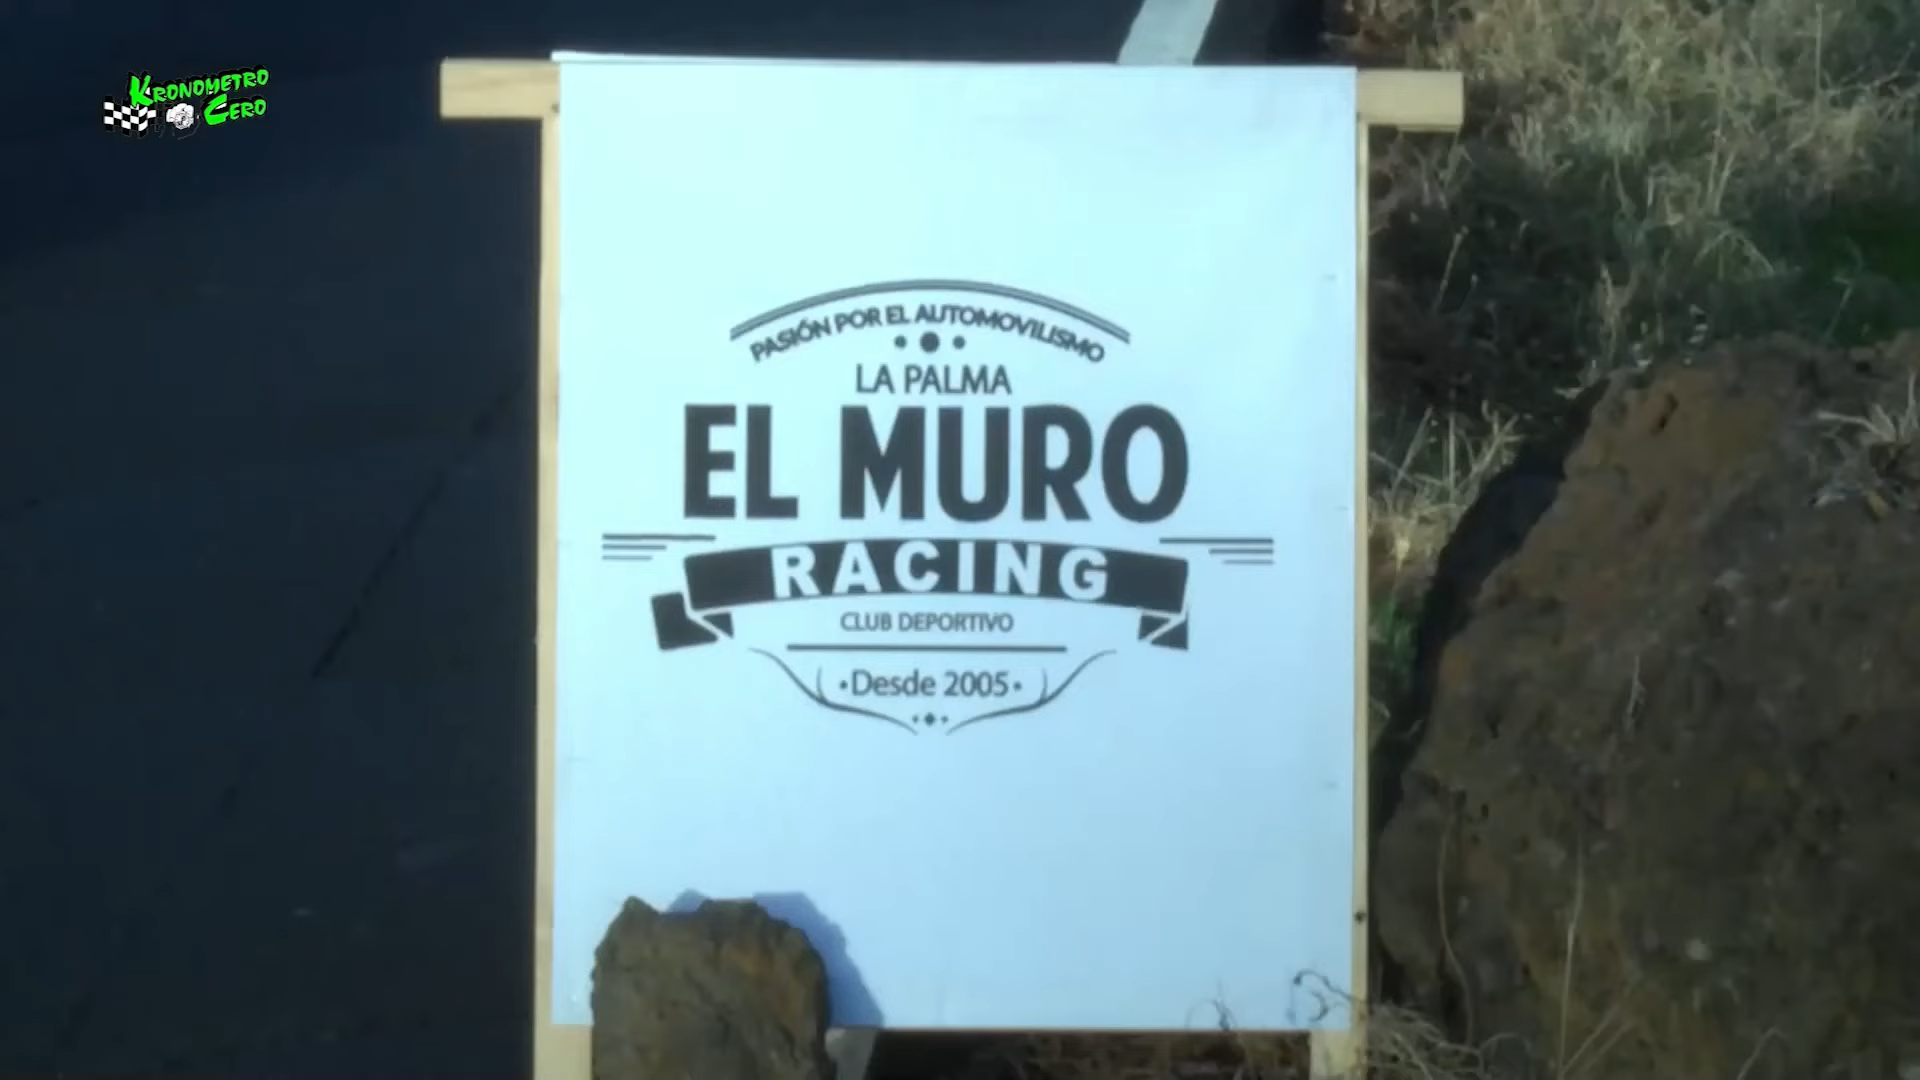 KRONOMETRO
CERO
PASIÓN POR EL AUTOMOVILISMO
LA PALMA
EL MURO
RACING
CLUB DEPORTIVO
Desde 2005